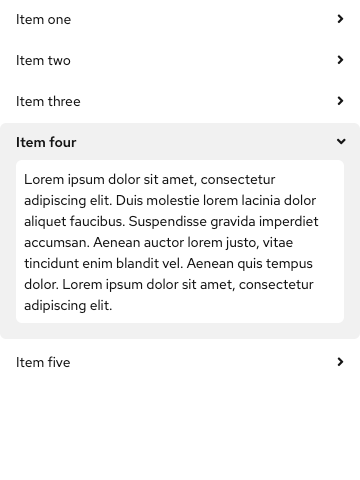 Item one
Item two
Item three
Item four
Lorem ipsum dolor sit amet, consectetur
adipiscing elit. Duis molestie lorem lacinia dolor
aliquet faucibus. Suspendisse gravida imperdiet
accumsan. Aenean auctor lorem justo, vitae
tincidunt enim blandit vel. Aenean quis tempus
dolor. Lorem ipsum dolor sit amet, consectetur
adipiscing elit.
Item five